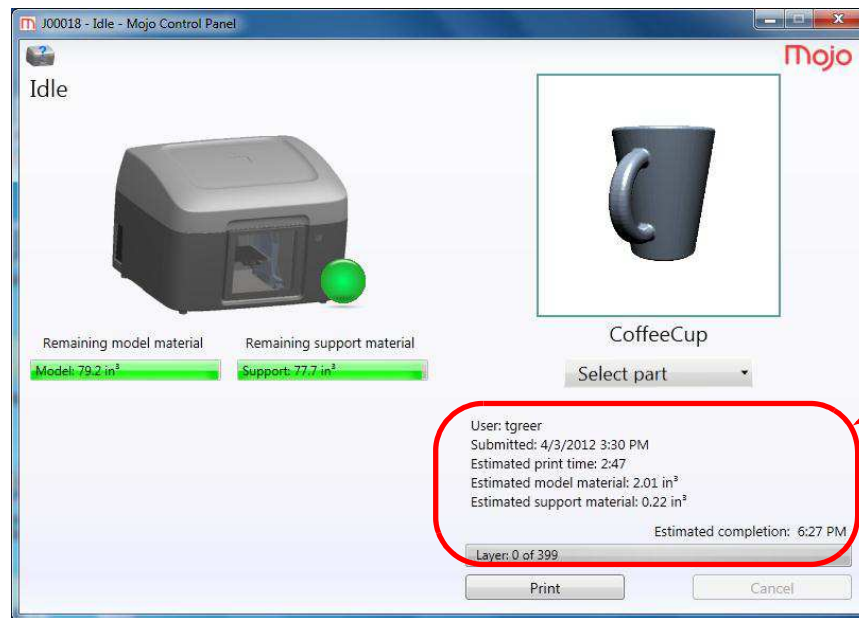 J00018 - Idle - Mojo Control Panel
mojo
Idle
Remaining model material
Remaining support material
Model: 79.2 in³
Support: 77.7 in³
CoffeeCup
Select part
User: tgreer
Submitted: 4/3/2012 3:30 PM
Estimated print time: 2:47
Estimated model material: 2.01 in³
Estimated support material: 0.22 in³
Estimated completion: 6:27 PM
Layer: 0 of 399
Print
Cancel